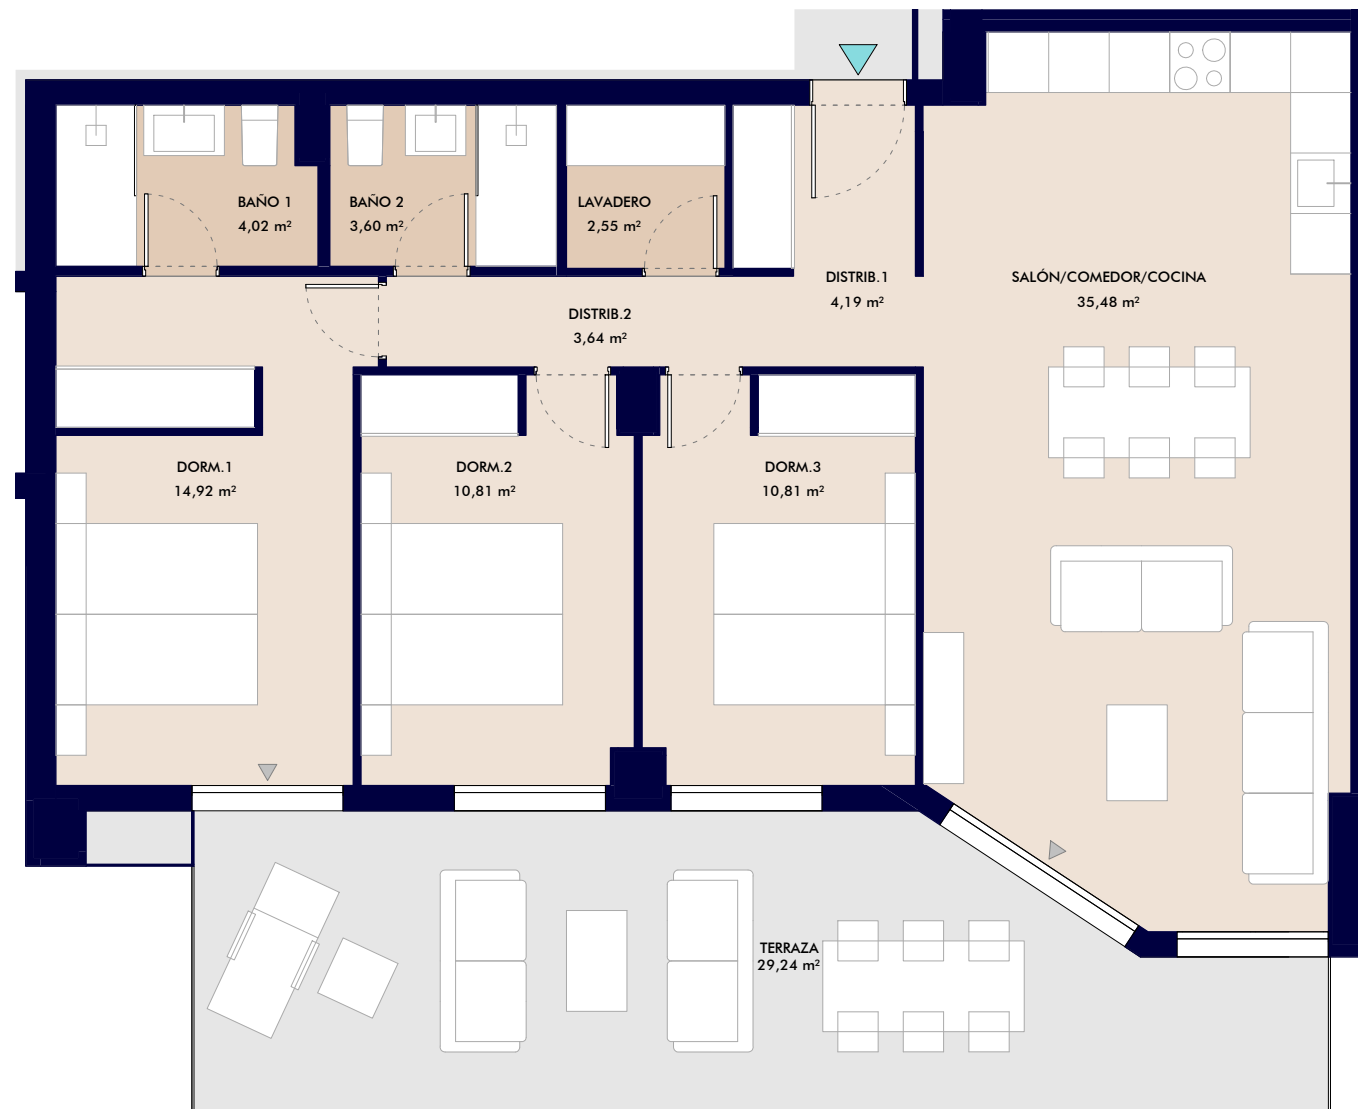 BAÑO 1
4,02 m²
BAÑO 2
3,60 m²
LAVADERO
2,55 m²
DISTRIB.1
4,19 m²
SALÓN/COMEDOR/COCINA
35,48 m²
DISTRIB.2
3,64 m²
DORM.1
14,92 m²
DORM.2
10,81 m²
DORM.3
10,81 m²
TERRAZA
29,24 m²